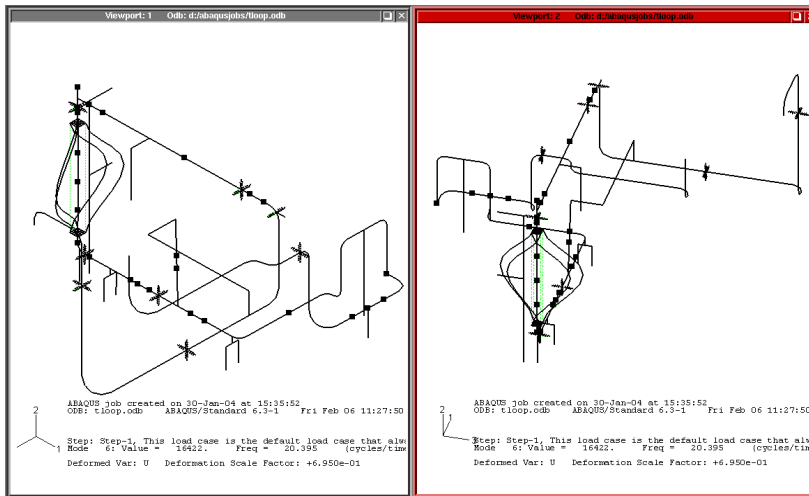 Viewport: 1 Odb: d:/abaqusjobs/tloop.odb
2
1
ABAQUS job created on 30-Jan-04 at 15:35:52
ODB: tloop.odb ABAQUS/Standard 6.3-1 Fri Feb 06 11:27:50
Step: Step-1, This load case is the default load case that alw
Mode 6: Value = 16422. Freq = 20.395 (cycles/time
Deformed Var: U Deformation Scale Factor: +6.950e-01
Viewport: 2 Odb: d:/abaqusjobs/tloop.odb
2
1
3
ABAQUS job created on 30-Jan-04 at 15:35:52
ODB: tloop.odb ABAQUS/Standard 6.3-1 Fri Feb 06 11:27:50
Step: Step-1, This load case is the default load case that alw
Mode 6: Value = 16422. Freq = 20.395 (cycles/tim
Deformed Var: U Deformation Scale Factor: +6.950e-01